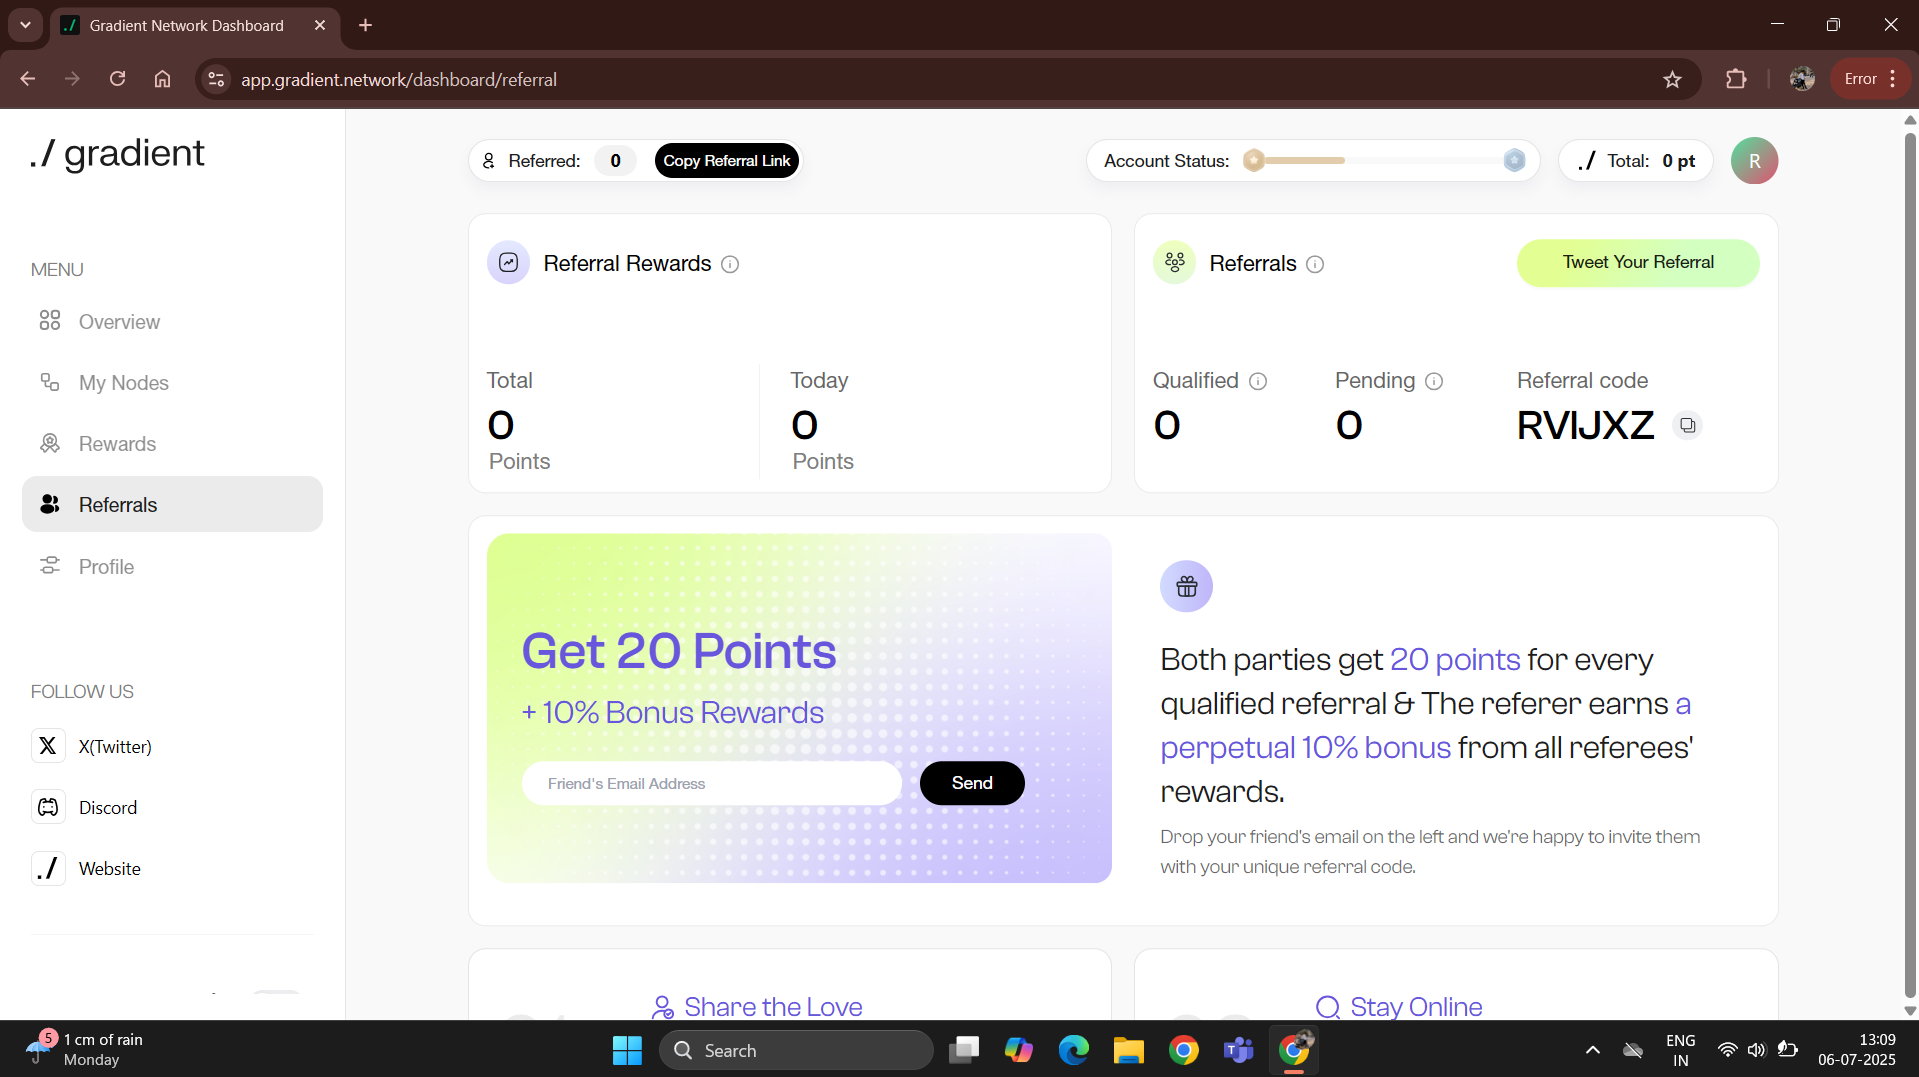 Gradient Network Dashboard
app.gradient.network/dashboard/referral
Error
./ gradient
Referred: 0 Copy Referral Link
Account Status:
./ Total: 0 pt
R
MENU
Overview
My Nodes
Rewards
Referrals
Profile
FOLLOW US
X(Twitter)
Discord
Website
Referral Rewards
Total
0
Points
Today
0
Points
Referrals
Tweet Your Referral
Qualified
0
Pending
0
Referral code
RVIJXZ
Get 20 Points
+ 10% Bonus Rewards
Friend's Email Address
Send
Both parties get 20 points for every
qualified referral & The referer earns a
perpetual 10% bonus from all referees'
rewards.
Drop your friend's email on the left and we're happy to invite them
with your unique referral code.
Share the Love
Stay Online
5
1 cm of rain
Monday
Search
ENG
IN
13:09
06-07-2025